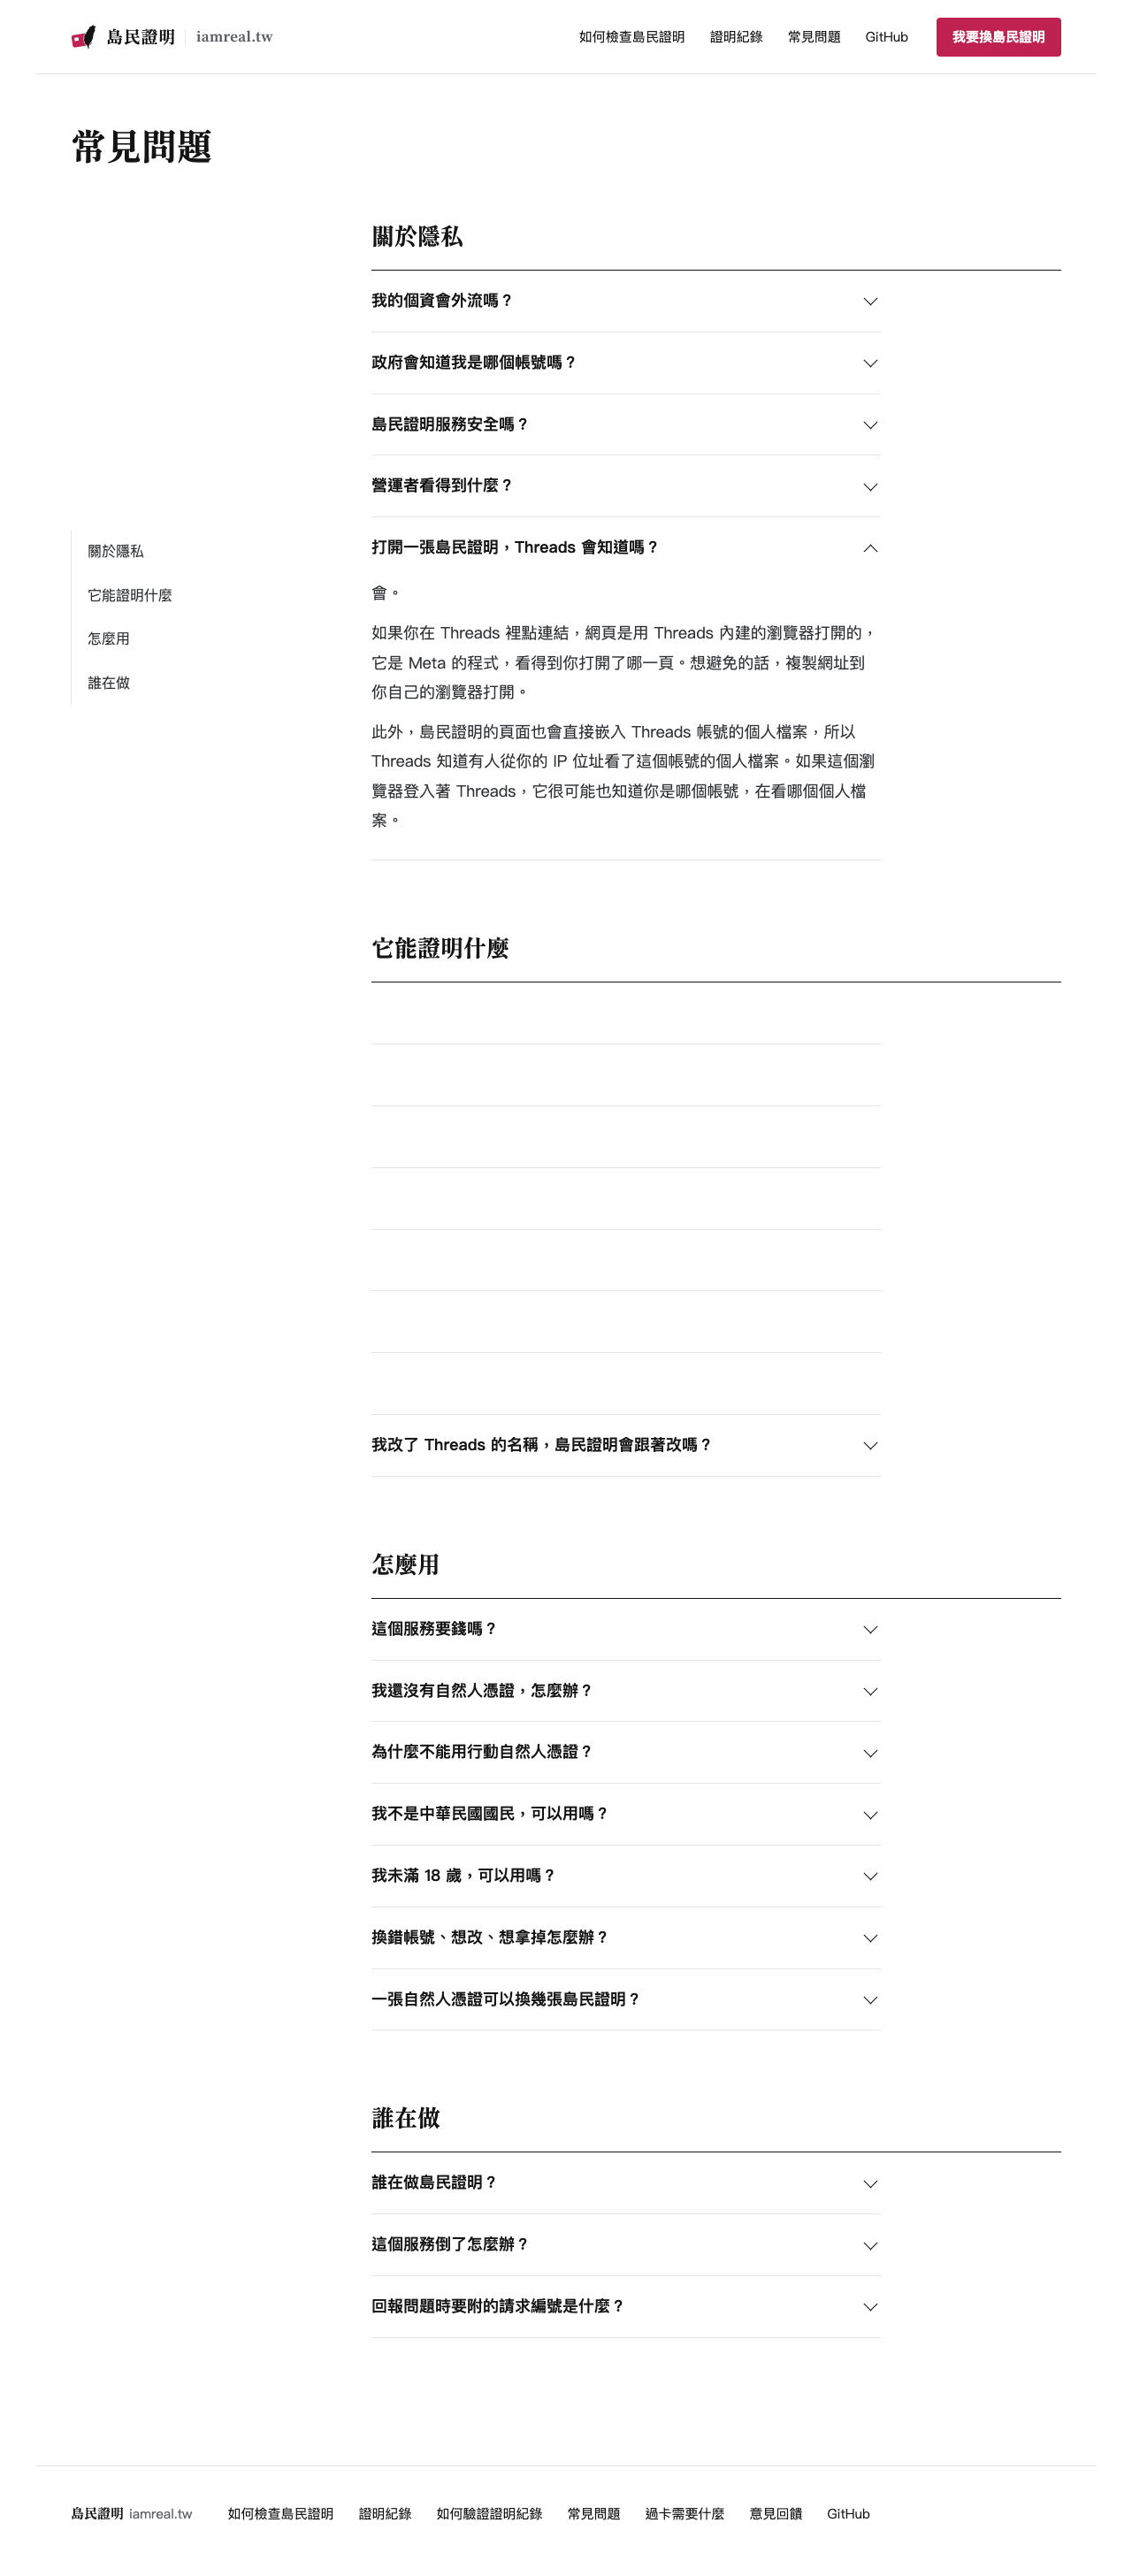 島民證明 iamreal.tw
如何檢查島民證明 證明紀錄 常見問題 GitHub 我要換島民證明
常見問題
關於隱私
我的個資會外流嗎？
政府會知道我是哪個帳號嗎？
島民證明服務安全嗎？
營運者看得到什麼？
打開一張島民證明，Threads 會知道嗎？
會。
如果你在 Threads 裡點連結，網頁是用 Threads 內建的瀏覽器打開的，
它是 Meta 的程式，看得到你打開了哪一頁。想避免的話，複製網址到
你自己的瀏覽器打開。
此外，島民證明的頁面也會直接嵌入 Threads 帳號的個人檔案，所以
Threads 知道有人從你的 IP 位址看了這個帳號的個人檔案。如果這個瀏
覽器登入著 Threads，它很可能也知道你是哪個帳號，在看哪個個人檔
案。
關於隱私
它能證明什麼
怎麼用
誰在做
它能證明什麼
我改了 Threads 的名稱，島民證明會跟著改嗎？
怎麼用
這個服務要錢嗎？
我還沒有自然人憑證，怎麼辦？
為什麼不能用行動自然人憑證？
我不是中華民國國民，可以用嗎？
我未滿 18 歲，可以用嗎？
換錯帳號、想改、想拿掉怎麼辦？
一張自然人憑證可以換幾張島民證明？
誰在做
誰在做島民證明？
這個服務倒了怎麼辦？
回報問題時要附的請求編號是什麼？
島民證明 iamreal.tw 如何檢查島民證明 證明紀錄 如何驗證證明紀錄 常見問題 過卡需要什麼 意見回饋 GitHub